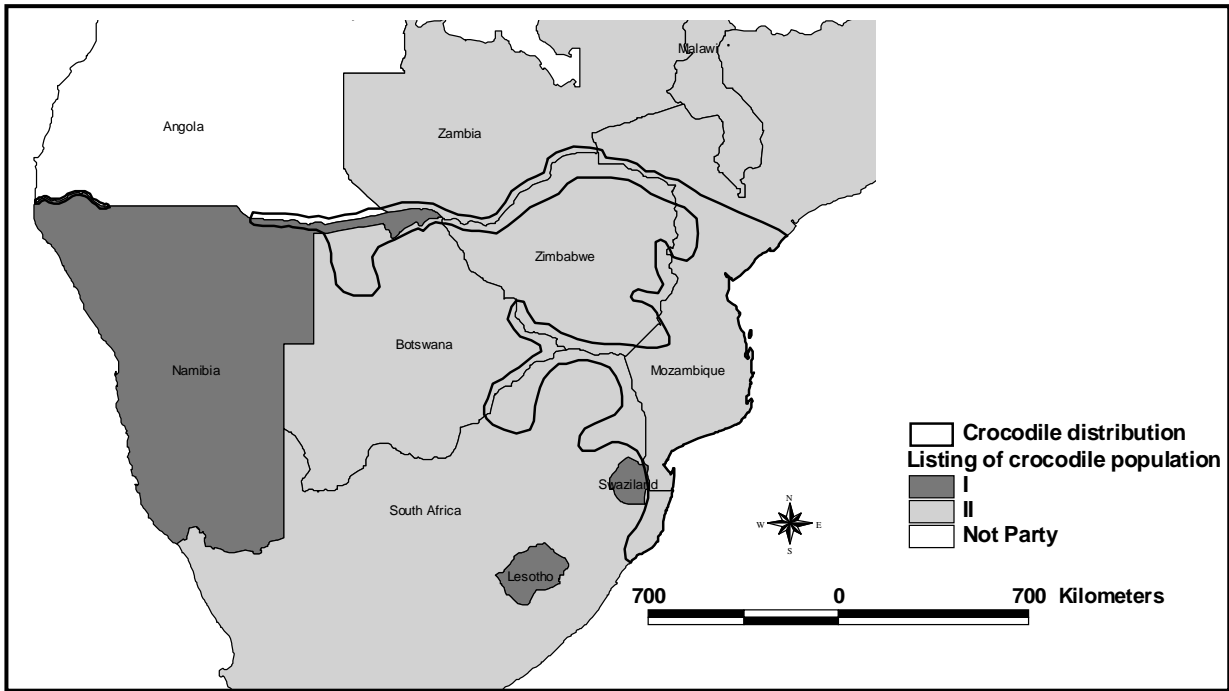 Malawi
Angola
Zambia
Zimbabwe
Botswana
Namibia
Mozambique
Swaziland
South Africa
Lesotho
Crocodile distribution
Listing of crocodile population
I
II
Not Party
N
W E
S
700 0 700 Kilometers